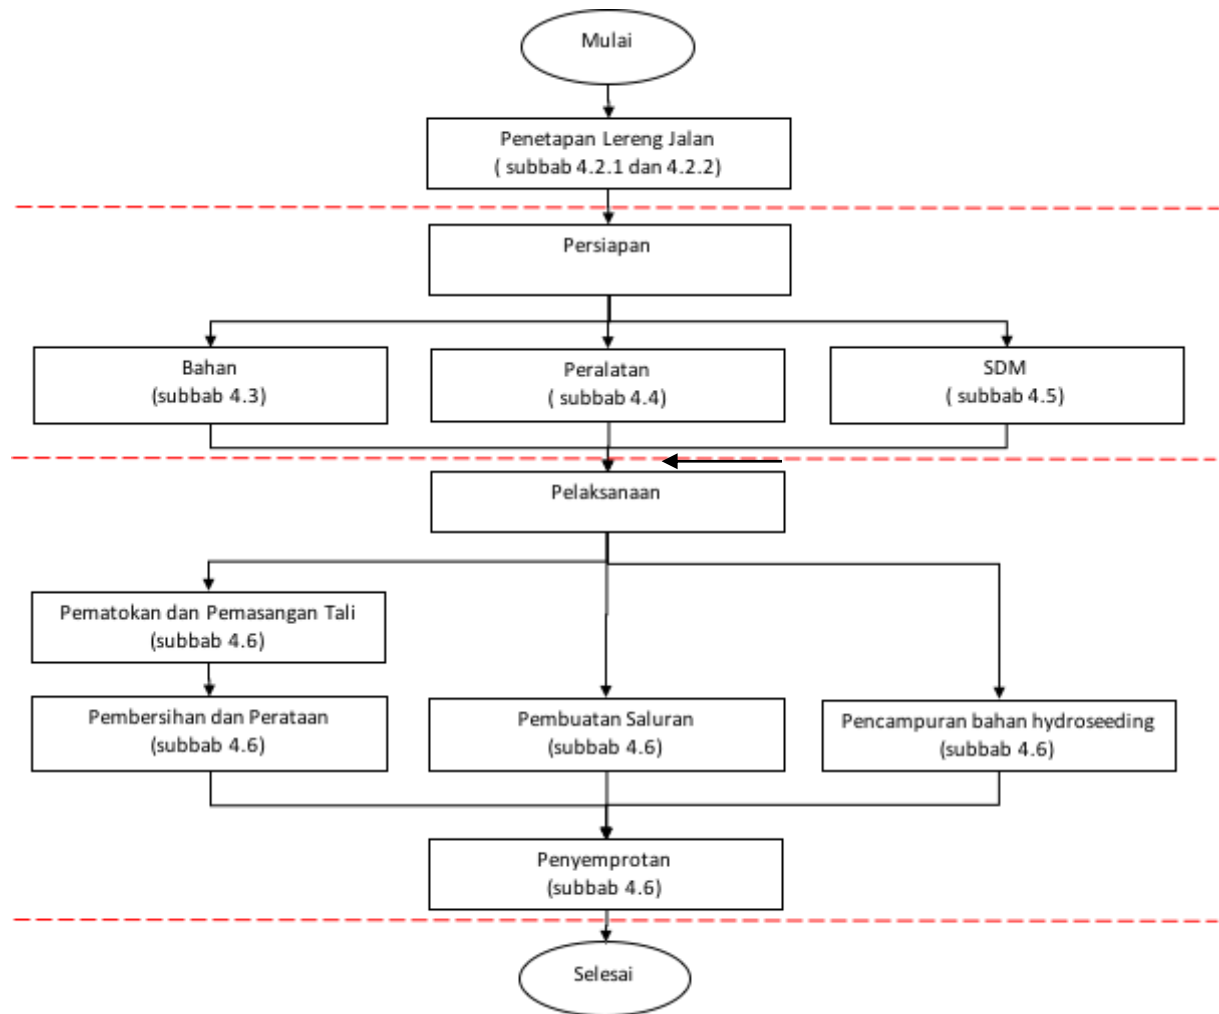 Mulai
Penetapan Lereng Jalan
( subbab 4.2.1 dan 4.2.2)
Persiapan
Bahan
(subbab 4.3)
Peralatan
( subbab 4.4)
SDM
( subbab 4.5)
Pelaksanaan
Pematokan dan Pemasangan Tali
(subbab 4.6)
Pembersihan dan Perataan
(subbab 4.6)
Pembuatan Saluran
(subbab 4.6)
Pencampuran bahan hydroseeding
(subbab 4.6)
Penyemprotan
(subbab 4.6)
Selesai